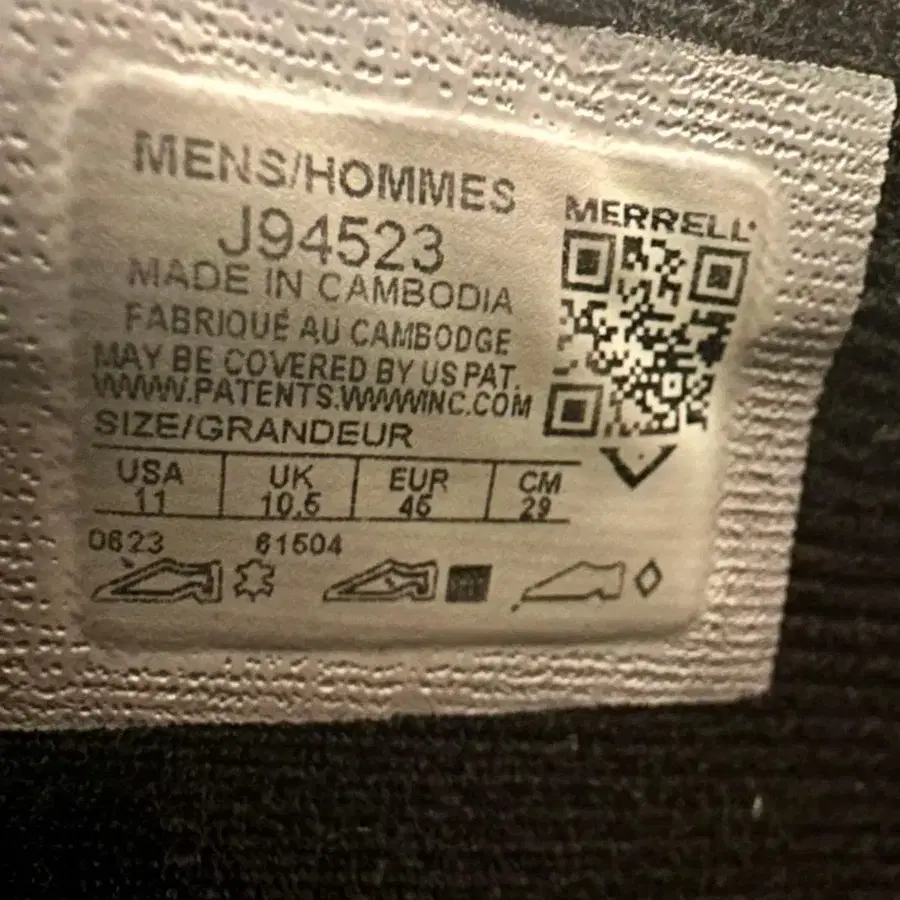 MENS/HOMMES
J94523
MADE IN CAMBODIA
FABRIQUÉ AU CAMBODGE
MAY BE COVERED BY US PAT.
WWW.PATENTS.WWWINC.COM
SIZE/GRANDEUR
USA UK EUR CM
11 10.5 45 29
0623 61504
MERRELL